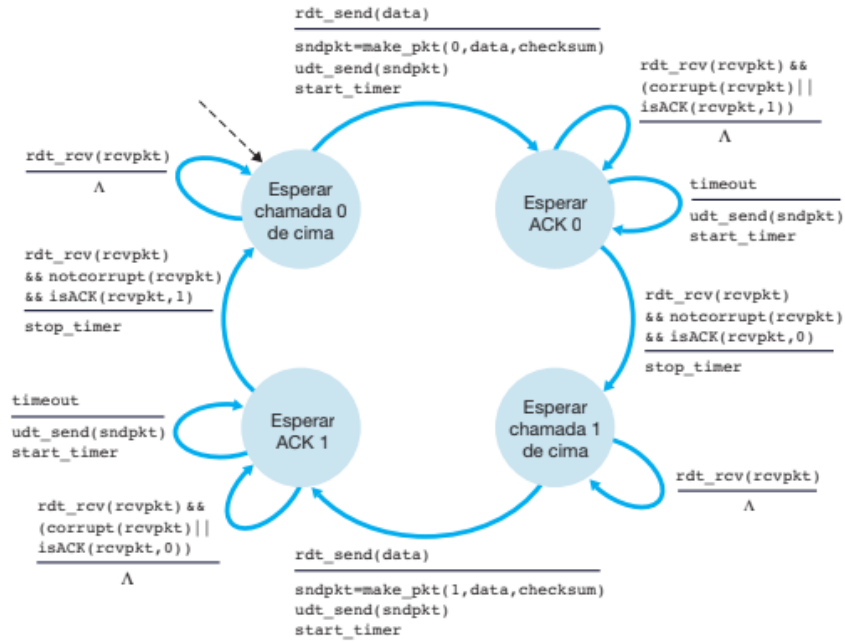 rdt_send(data)
sndpkt=make_pkt(0,data,checksum)
udt_send(sndpkt)
start_timer
rdt_rcv(rcvpkt) &&
(corrupt(rcvpkt)||
isACK(rcvpkt,1))
Λ
rdt_rcv(rcvpkt)
Λ
Esperar
chamada 0
de cima
Esperar
ACK 0
timeout
udt_send(sndpkt)
start_timer
rdt_rcv(rcvpkt)
&& notcorrupt(rcvpkt)
&& isACK(rcvpkt,1)
stop_timer
rdt_rcv(rcvpkt)
&& notcorrupt(rcvpkt)
&& isACK(rcvpkt,0)
stop_timer
timeout
udt_send(sndpkt)
start_timer
Esperar
ACK 1
Esperar
chamada 1
de cima
rdt_rcv(rcvpkt)
Λ
rdt_rcv(rcvpkt) &&
(corrupt(rcvpkt)||
isACK(rcvpkt,0))
Λ
rdt_send(data)
sndpkt=make_pkt(1,data,checksum)
udt_send(sndpkt)
start_timer